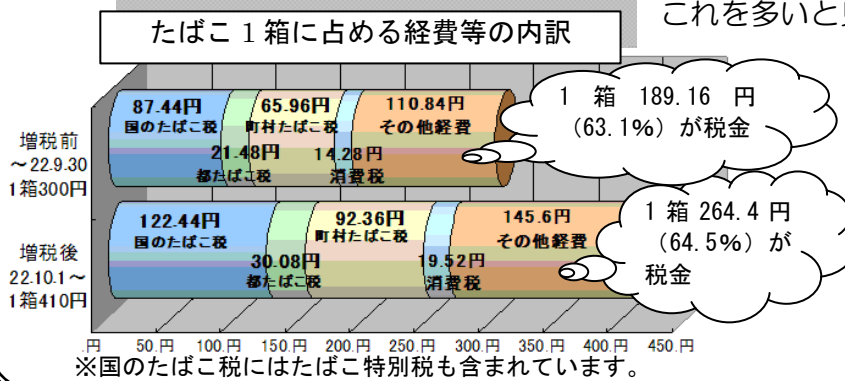 これを多いと
たばこ1箱に占める経費等の内訳
87.44円
国のたばこ税
21.48円
都たばこ税
65.96円
町村たばこ税
14.28円
消費税
110.84円
その他経費
1 箱 189.16 円
(63.1%)が税金
増税前
~22.9.30
1箱300円
122.44円
国のたばこ税
30.08円
都たばこ税
92.36円
町村たばこ税
19.52円
消費税
145.6円
その他経費
1 箱 264.4 円
(64.5%)が
税金
増税後
22.10.1~
1箱410円
.円 50.円 100.円 150.円 200.円 250.円 300.円 350.円 400.円 450.円
※国のたばこ税にはたばこ特別税も含まれています。